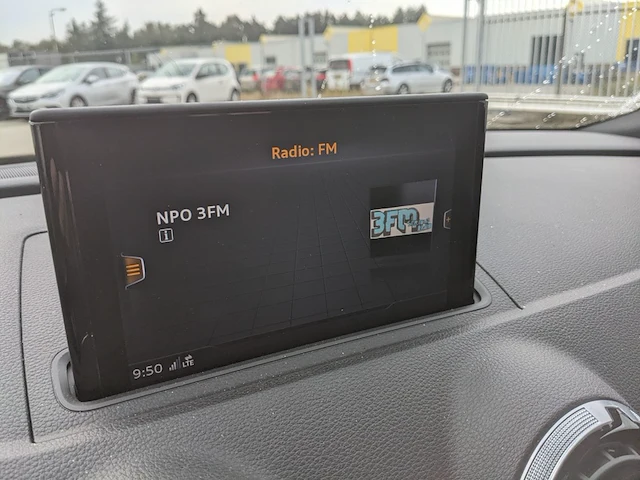 Radio: FM
NPO 3FM
i
3FM
9:50 LTE